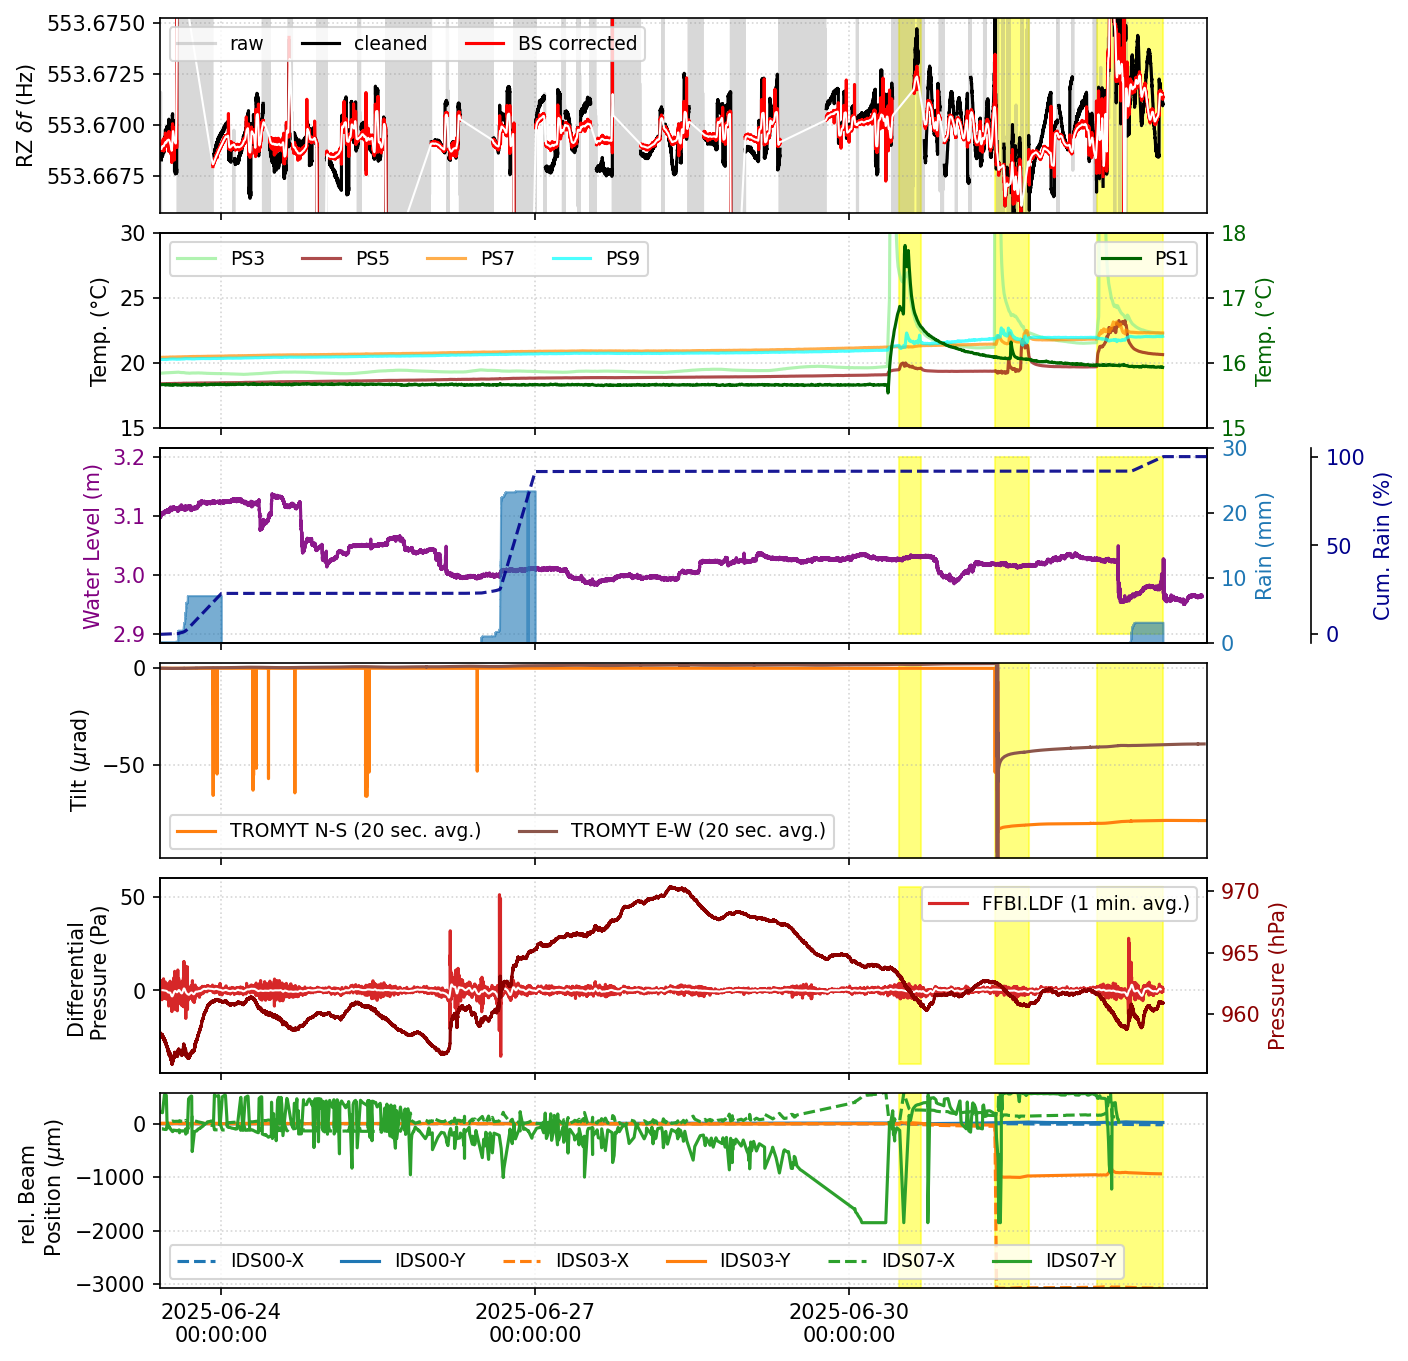 553.6750
553.6725
553.6700
553.6675
RZ δf (Hz)
raw
cleaned
BS corrected
30
25
20
15
Temp. (°C)
PS3
PS5
PS7
PS9
PS1
18
17
16
15
Temp. (°C)
3.2
3.1
3.0
2.9
Water Level (m)
30
20
10
0
Rain (mm)
100
50
0
Cum. Rain (%)
0
−50
Tilt (μrad)
TROMYT N-S (20 sec. avg.)
TROMYT E-W (20 sec. avg.)
50
0
Differential
Pressure (Pa)
FFBI.LDF (1 min. avg.)
970
965
960
Pressure (hPa)
0
−1000
−2000
−3000
rel. Beam
Position (μm)
IDS00-X
IDS00-Y
IDS03-X
IDS03-Y
IDS07-X
IDS07-Y
2025-06-24
00:00:00
2025-06-27
00:00:00
2025-06-30
00:00:00